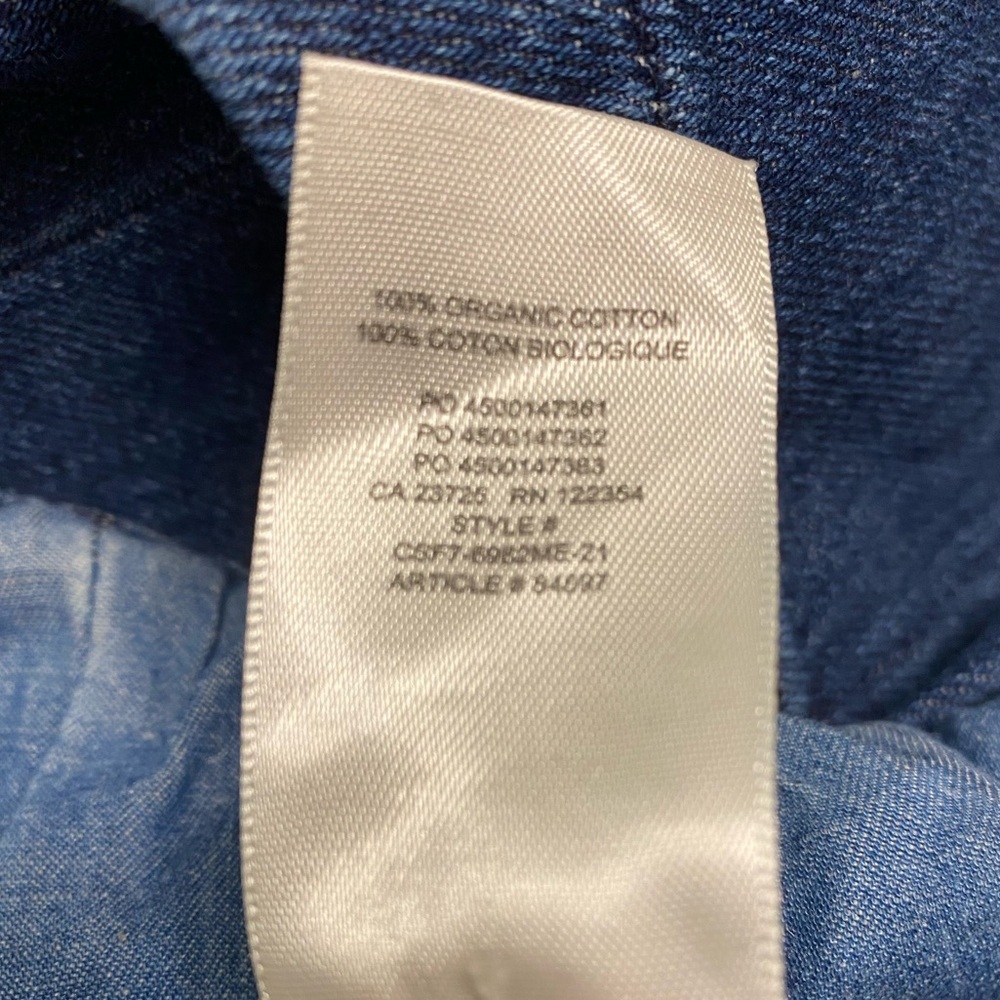 100% ORGANIC COTTON
100% COTON BIOLOGIQUE
PO 4500147361
PO 4500147362
PO 4500147363
CA 23725 RN 122354
STYLE #
CSF7-6962ME-21
ARTICLE # 84697